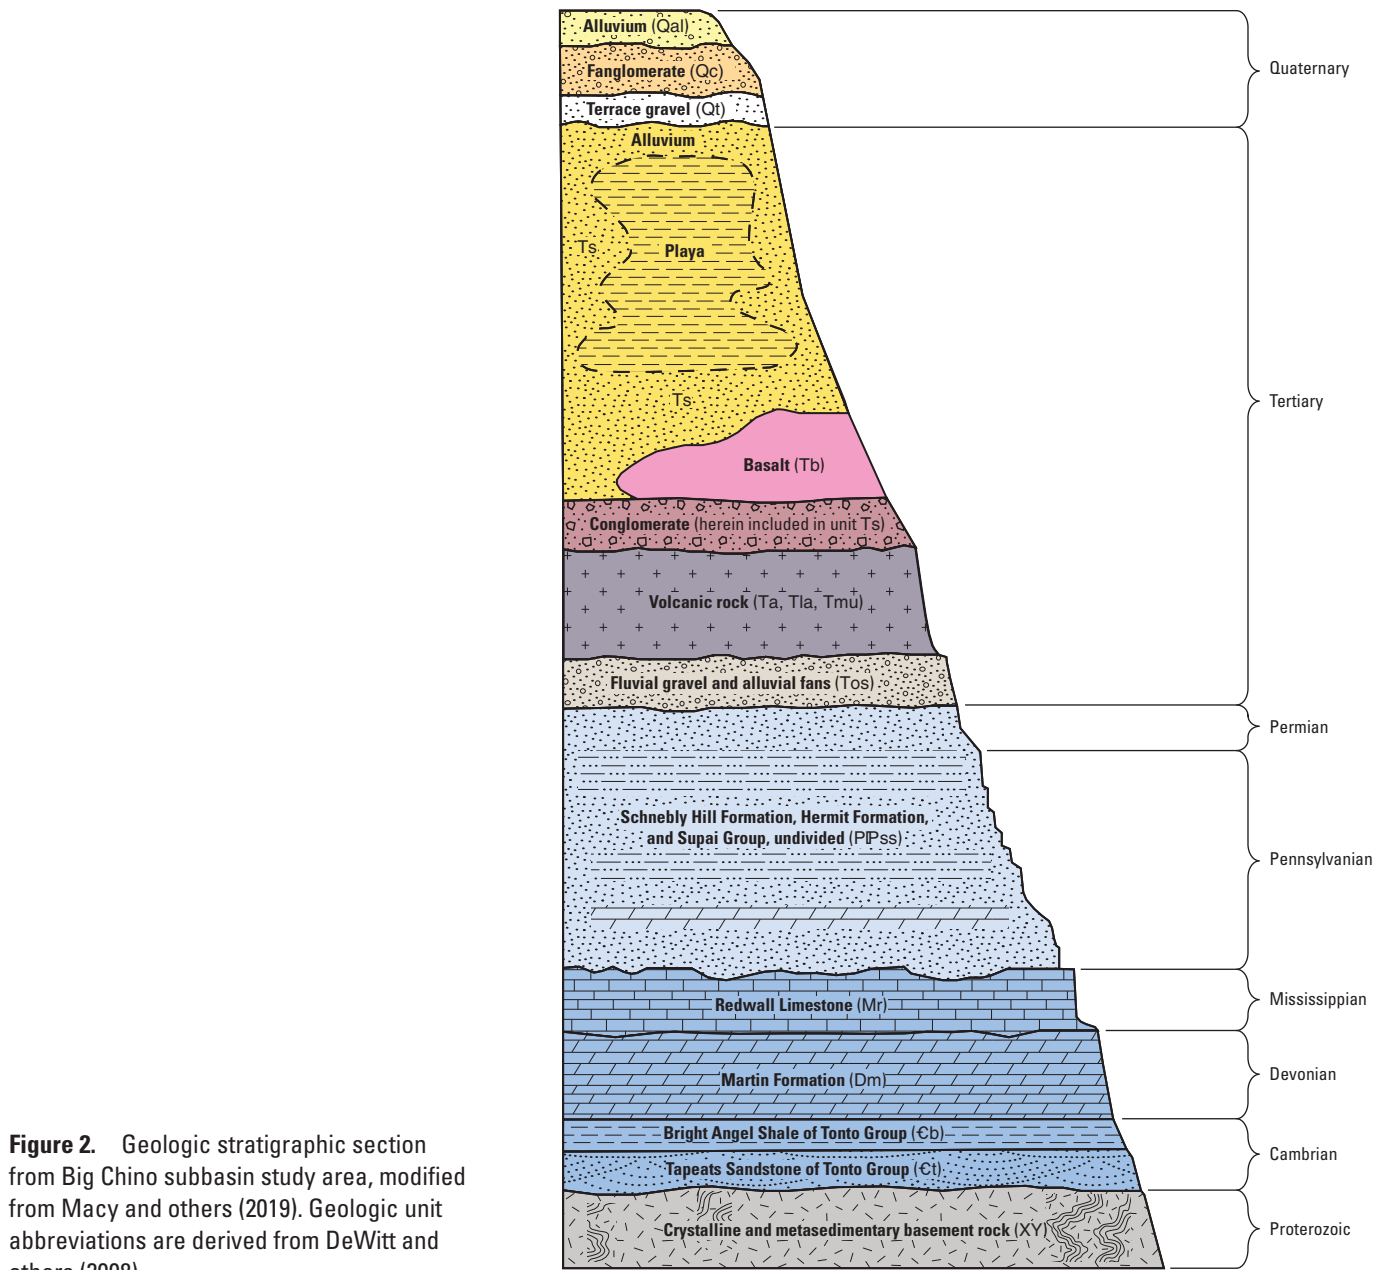 Alluvium (Qal)
Fanglomerate (Qc)
Terrace gravel (Qt)
Alluvium
Ts
Playa
Ts
Basalt (Tb)
Conglomerate (herein included in unit Ts)
Volcanic rock (Ta, Tla, Tmu)
Fluvial gravel and alluvial fans (Tos)
Schnebly Hill Formation, Hermit Formation,
and Supai Group, undivided (PIPss)
Redwall Limestone (Mr)
Martin Formation (Dm)
Bright Angel Shale of Tonto Group (Єb)
Tapeats Sandstone of Tonto Group (Єt)
Crystalline and metasedimentary basement rock (XY)
Quaternary
Tertiary
Permian
Pennsylvanian
Mississippian
Devonian
Cambrian
Proterozoic
Figure 2. Geologic stratigraphic section
from Big Chino subbasin study area, modified
from Macy and others (2019). Geologic unit
abbreviations are derived from DeWitt and